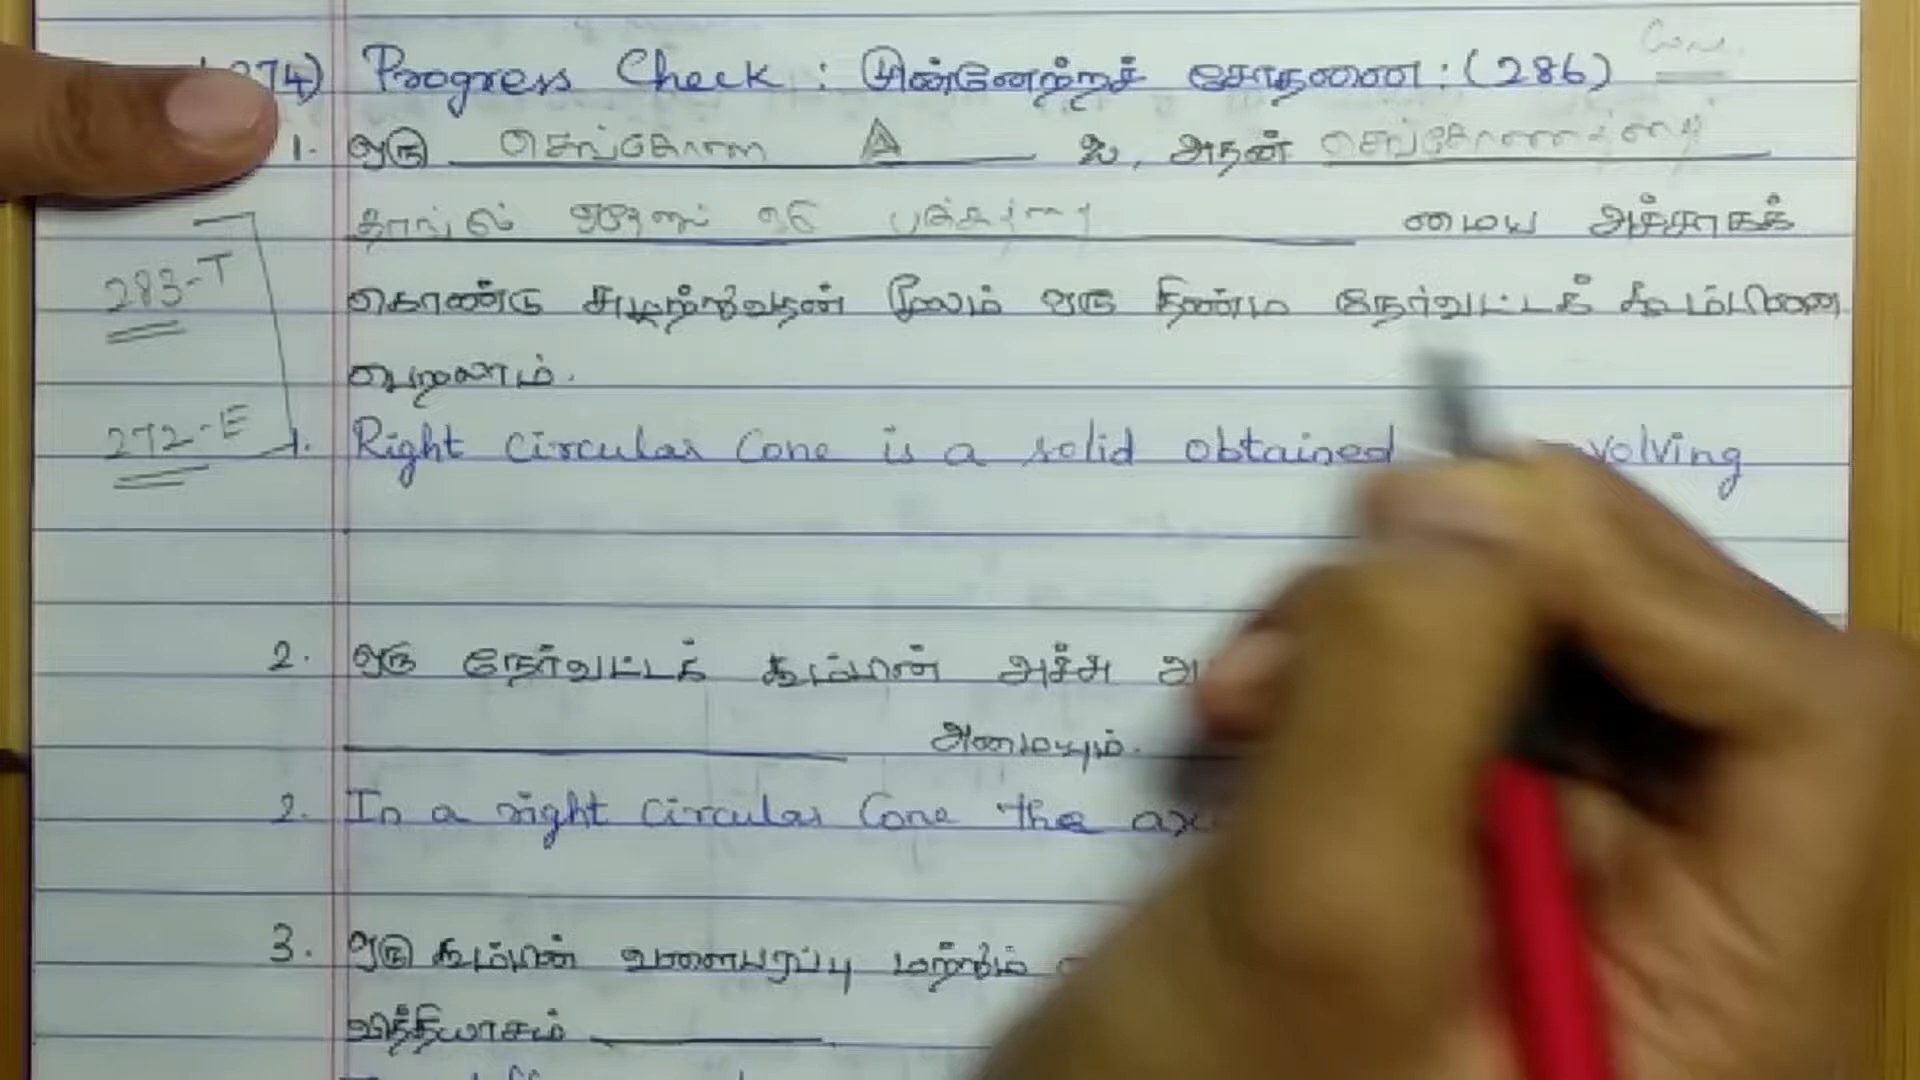 274) Progress Check : முன்னேற்றச் சோதனை : (286) Cone
1. ஒரு செங்கோண △ ஐ, அதன் செங்கோணத்தை
தாங்கும் ஏதேனும் ஒரு பக்கத்தை மைய அச்சாகக்
283-T
கொண்டு சுழற்றுவதன் மூலம் ஒரு திண்ம நேர்வட்டக் கூம்பினை
பெறலாம்.
272-E
1. Right Circular Cone is a solid obtained volving
2. ஒரு நேர்வட்டக் கூம்பின் அச்சு
அமையும்.
2. In a right Circular Cone the
3. ஒரு கூம்பின் வளைபரப்பு மற்றும்
வித்தியாசம்